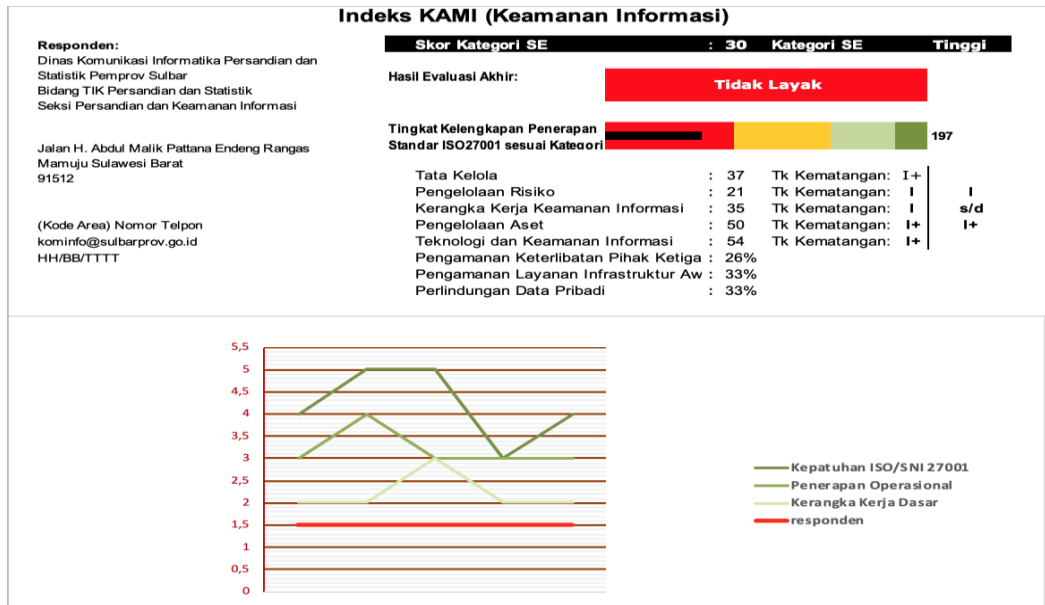 Indeks KAMI (Keamanan Informasi)
Responden:
Dinas Komunikasi Informatika Persandian dan
Statistik Pemprov Sulbar
Bidang TIK Persandian dan Statistik
Seksi Persandian dan Keamanan Informasi
Jalan H. Abdul Malik Pattana Endeng Rangas
Mamuju Sulawesi Barat
91512
(Kode Area) Nomor Telpon
kominfo@sulbarprov.go.id
HH/BB/TTTT
Skor Kategori SE : 30 Kategori SE Tinggi
Hasil Evaluasi Akhir: Tidak Layak
Tingkat Kelengkapan Penerapan
Standar ISO27001 sesuai Kategori 197
Tata Kelola : 37 Tk Kematangan: I+
Pengelolaan Risiko : 21 Tk Kematangan: I I
Kerangka Kerja Keamanan Informasi : 35 Tk Kematangan: I s/d
Pengelolaan Aset : 50 Tk Kematangan: I+ I+
Teknologi dan Keamanan Informasi : 54 Tk Kematangan: I+
Pengamanan Keterlibatan Pihak Ketiga : 26%
Pengamanan Layanan Infrastruktur Aw : 33%
Perlindungan Data Pribadi : 33%
5,5
5
4,5
4
3,5
3
2,5
2
1,5
1
0,5
0
Kepatuhan ISO/SNI 27001
Penerapan Operasional
Kerangka Kerja Dasar
responden